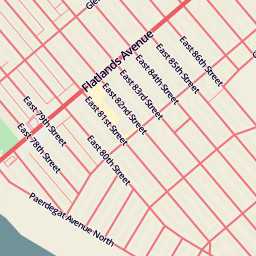 Gle
Flatlands Avenue
East 86th Street
East 85th Street
East 84th Street
East 83rd Street
East 82nd Street
East 81st Street
East 80th Street
East 79th Street
East 78th Street
Paerdegat Avenue North